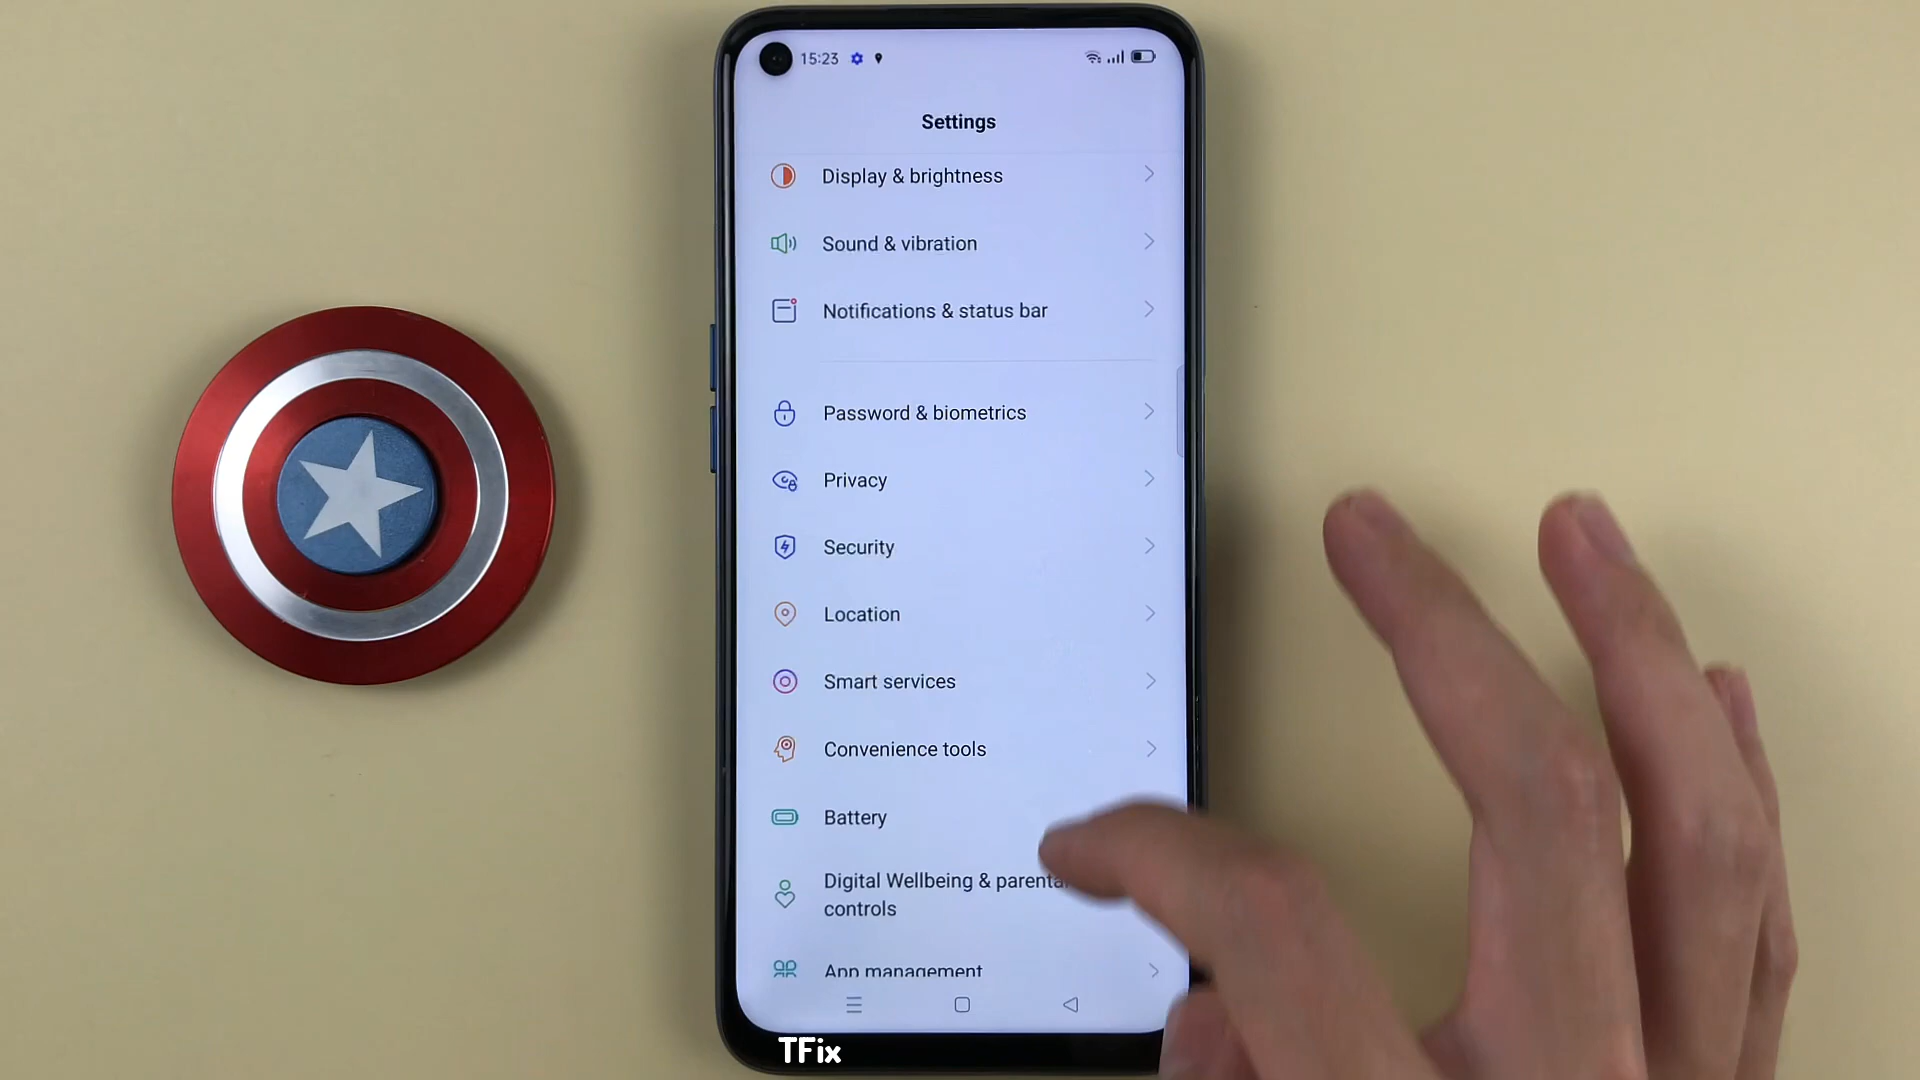 15:23
Settings
Display & brightness
Sound & vibration
Notifications & status bar
Password & biometrics
Privacy
Security
Location
Smart services
Convenience tools
Battery
Digital Wellbeing & parental
controls
App management
TFix